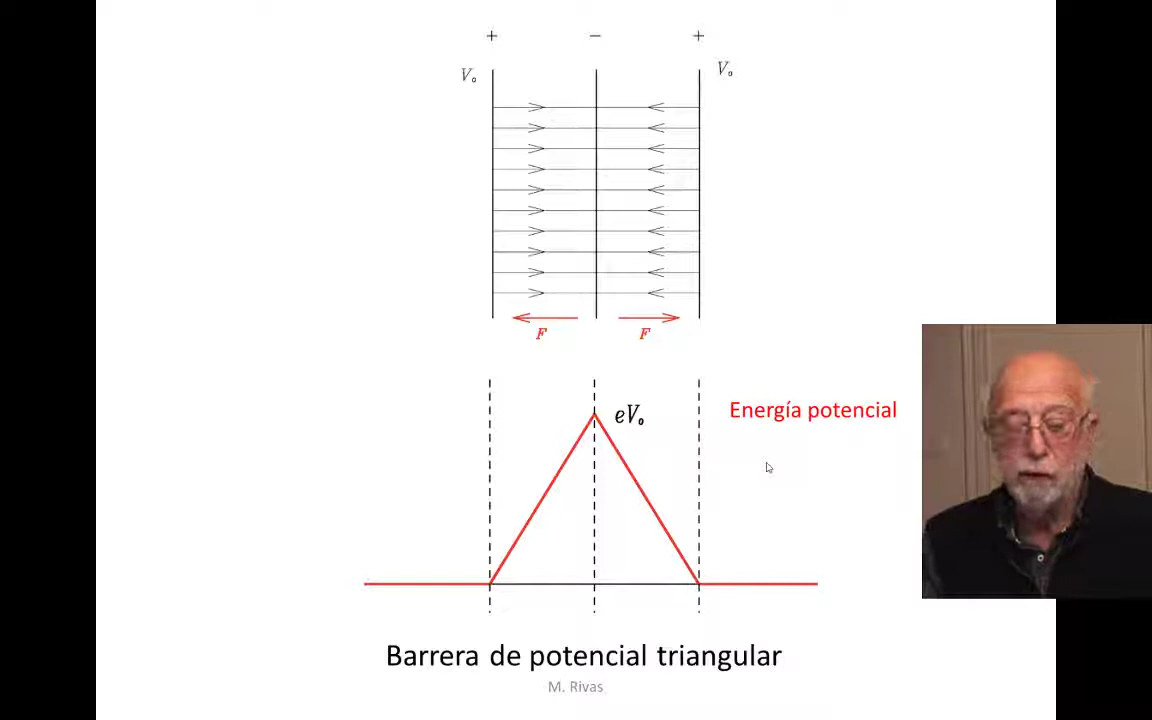 + − +
V₀ V₀
F F
eV₀
Energía potencial
Barrera de potencial triangular
M. Rivas